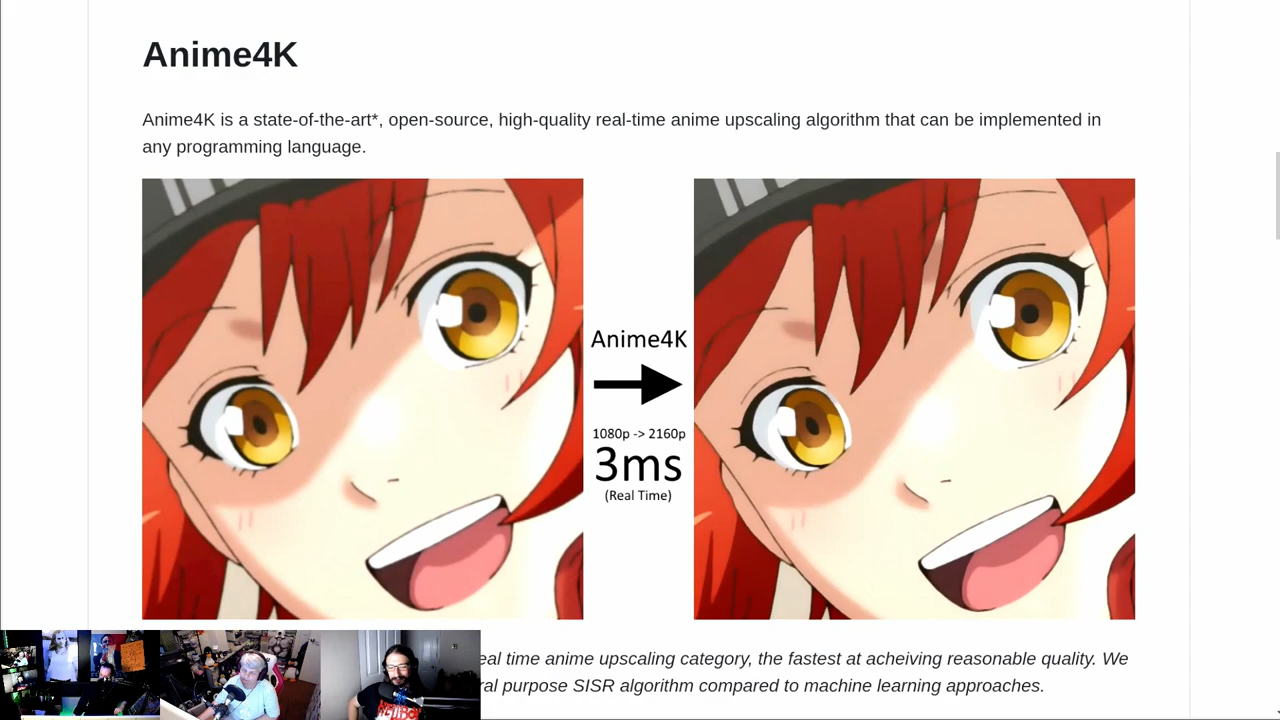 Anime4K
Anime4K is a state-of-the-art*, open-source, high-quality real-time anime upscaling algorithm that can be implemented in
any programming language.
Anime4K
1080p -> 2160p
3ms
(Real Time)
eal time anime upscaling category, the fastest at acheiving reasonable quality. We
ral purpose SISR algorithm compared to machine learning approaches.